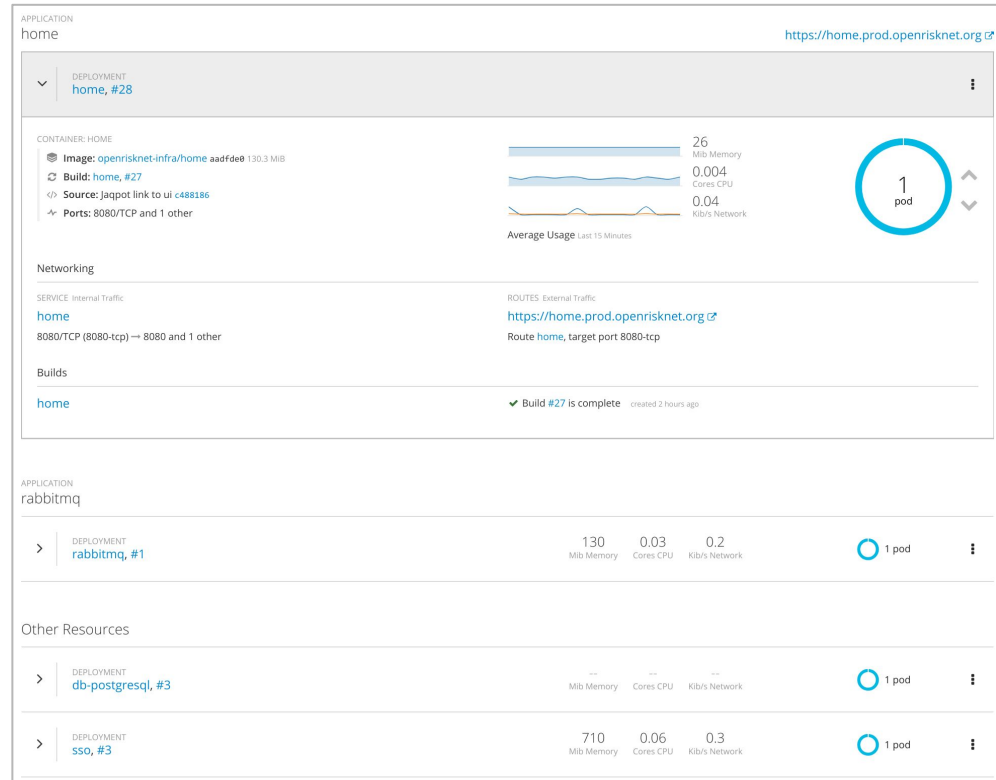 APPLICATION
home
https://home.prod.openrisknet.org
DEPLOYMENT
home, #28
CONTAINER: HOME
Image: openrisknet-infra/home aadfde0 130.3 MiB
Build: home, #27
Source: Jaqpot link to ui c488186
Ports: 8080/TCP and 1 other
26
Mib Memory
0.004
Cores CPU
0.04
Kib/s Network
Average Usage Last 15 Minutes
1
pod
Networking
SERVICE Internal Traffic
home
8080/TCP (8080-tcp) → 8080 and 1 other
ROUTES External Traffic
https://home.prod.openrisknet.org
Route home, target port 8080-tcp
Builds
home
Build #27 is complete created 2 hours ago
APPLICATION
rabbitmq
DEPLOYMENT
rabbitmq, #1
130 0.03 0.2
Mib Memory Cores CPU Kib/s Network
1 pod
Other Resources
DEPLOYMENT
db-postgresql, #3
-- -- --
Mib Memory Cores CPU Kib/s Network
1 pod
DEPLOYMENT
sso, #3
710 0.06 0.3
Mib Memory Cores CPU Kib/s Network
1 pod